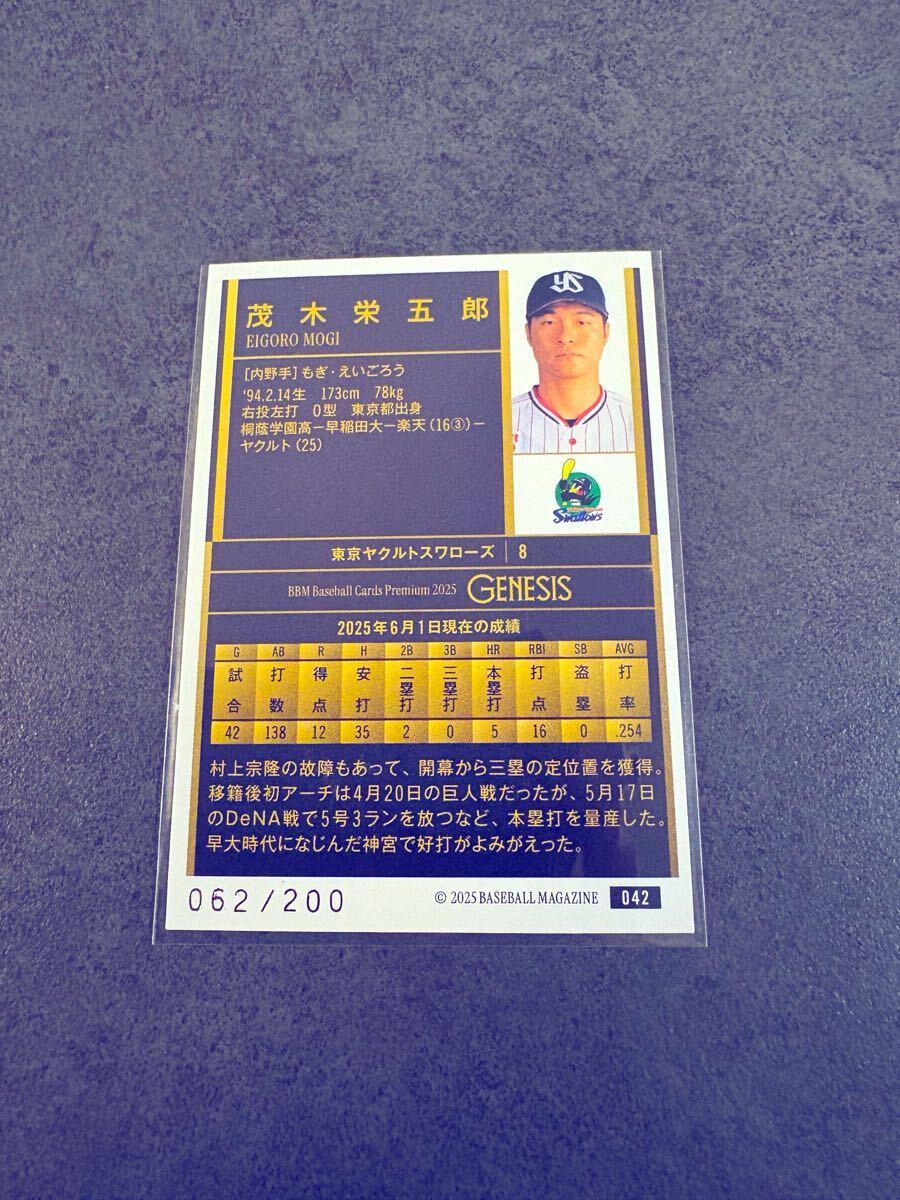 茂木栄五郎
EIGORO MOGI
YS
[内野手]もぎ・えいごろう
'94.2.14生 173cm 78kg
右投左打 O型 東京都出身
桐蔭学園高ー早稲田大ー楽天(16③)ー
ヤクルト(25)
Swallows
東京ヤクルトスワローズ | 8
BBM Baseball Cards Premium 2025 GENESIS
2025年6月1日現在の成績
G AB R H 2B 3B HR RBI SB AVG
試合 打数 得点 安打 二塁打 三塁打 本塁打 打点 盗塁 打率
42 138 12 35 2 0 5 16 0 .254
村上宗隆の故障もあって、開幕から三塁の定位置を獲得。
移籍後初アーチは4月20日の巨人戦だったが、5月17日
のDeNA戦で5号3ランを放つなど、本塁打を量産した。
早大時代になじんだ神宮で好打がよみがえった。
062/200
© 2025 BASEBALL MAGAZINE 042